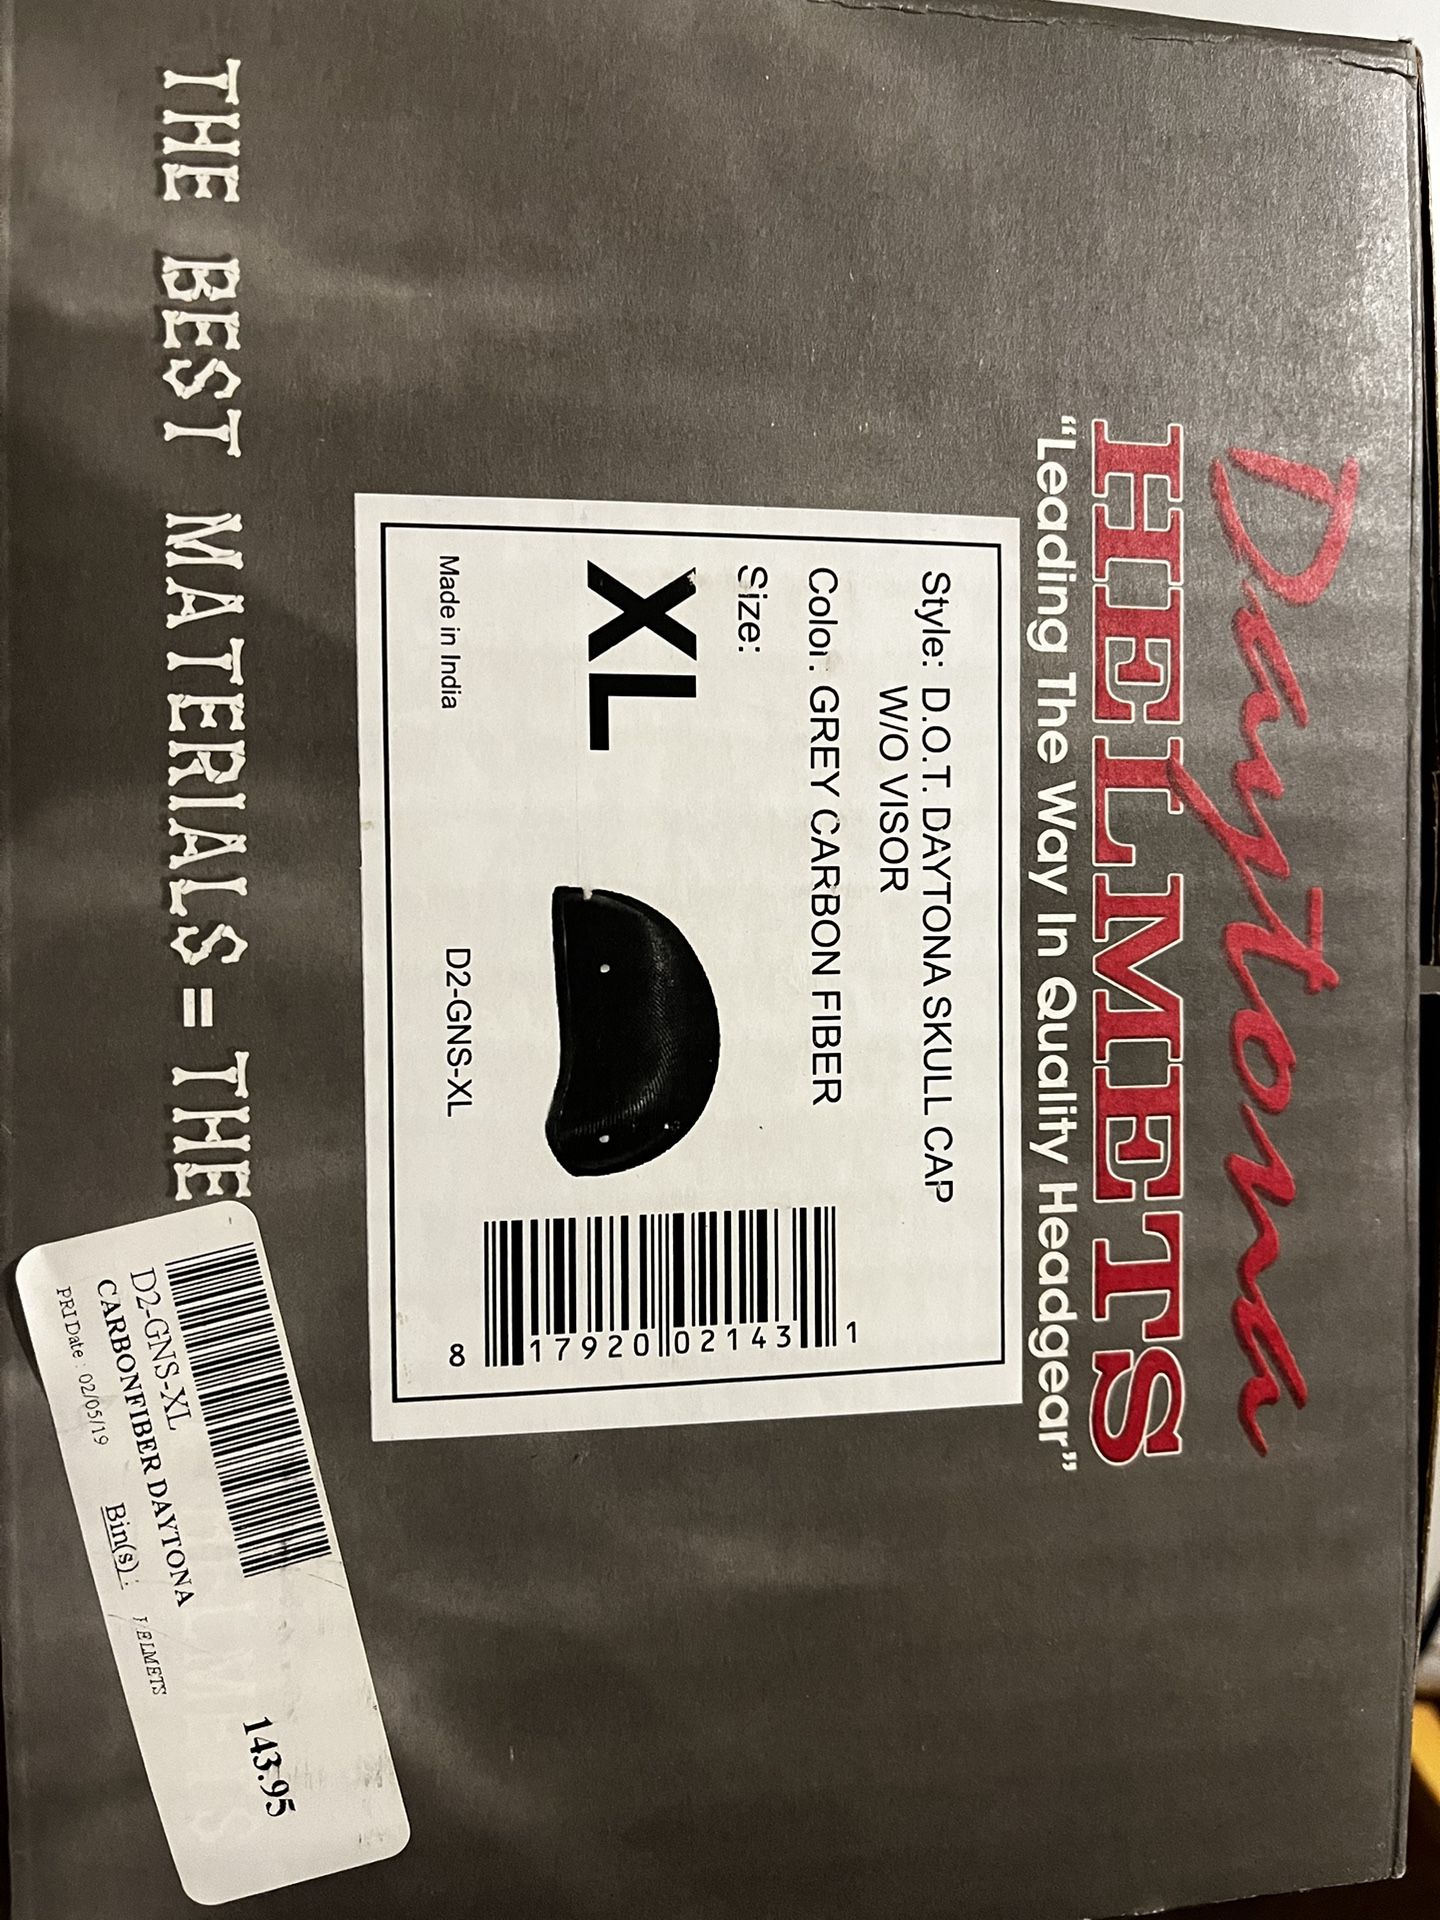 Daytona
HELMETS
"Leading The Way In Quality Headgear"
Style: D.O.T. DAYTONA SKULL CAP
W/O VISOR
Color: GREY CARBON FIBER
Size:
XL
Made in India
D2-GNS-XL
8 17920 02143 1
THE BEST MATERIALS = THE
D2-GNS-XL
CARBONFIBER DAYTONA
PRIDate : 02/05/19
Bin(s) :
HELMETS
143.95